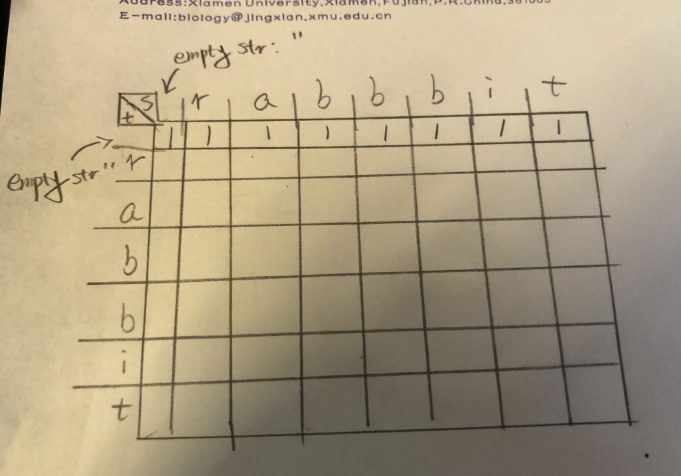 Address:Xiamen University,Xiamen,Fujian,P.R.China,361005
E-mail:biology@jingxian.xmu.edu.cn
empty str: ''
S r a b b b i t
t 1 1 1 1 1 1 1 1
empty str '' r
a
b
b
i
t